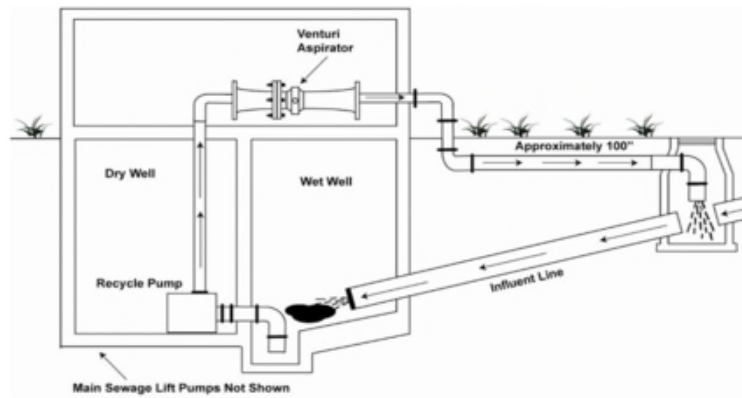 Venturi
Aspirator
Approximately 100"
Dry Well
Wet Well
Recycle Pump
Influent Line
Main Sewage Lift Pumps Not Shown